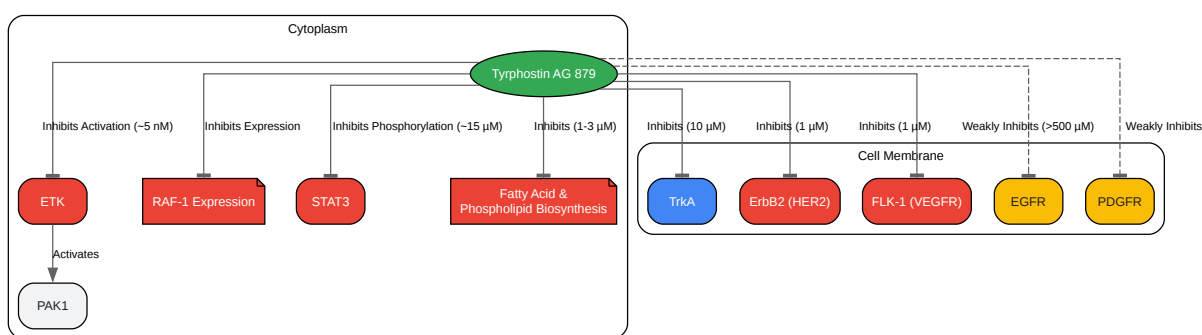 Cytoplasm
Tyrphostin AG 879
Inhibits Activation (~5 nM)
Inhibits Expression
Inhibits Phosphorylation (~15 µM)
Inhibits (1-3 µM)
Inhibits (10 µM)
Inhibits (1 µM)
Inhibits (1 µM)
Weakly Inhibits (>500 µM)
Weakly Inhibits
Cell Membrane
ETK
RAF-1 Expression
STAT3
Fatty Acid &
Phospholipid Biosynthesis
TrkA
ErbB2 (HER2)
FLK-1 (VEGFR)
EGFR
PDGFR
Activates
PAK1